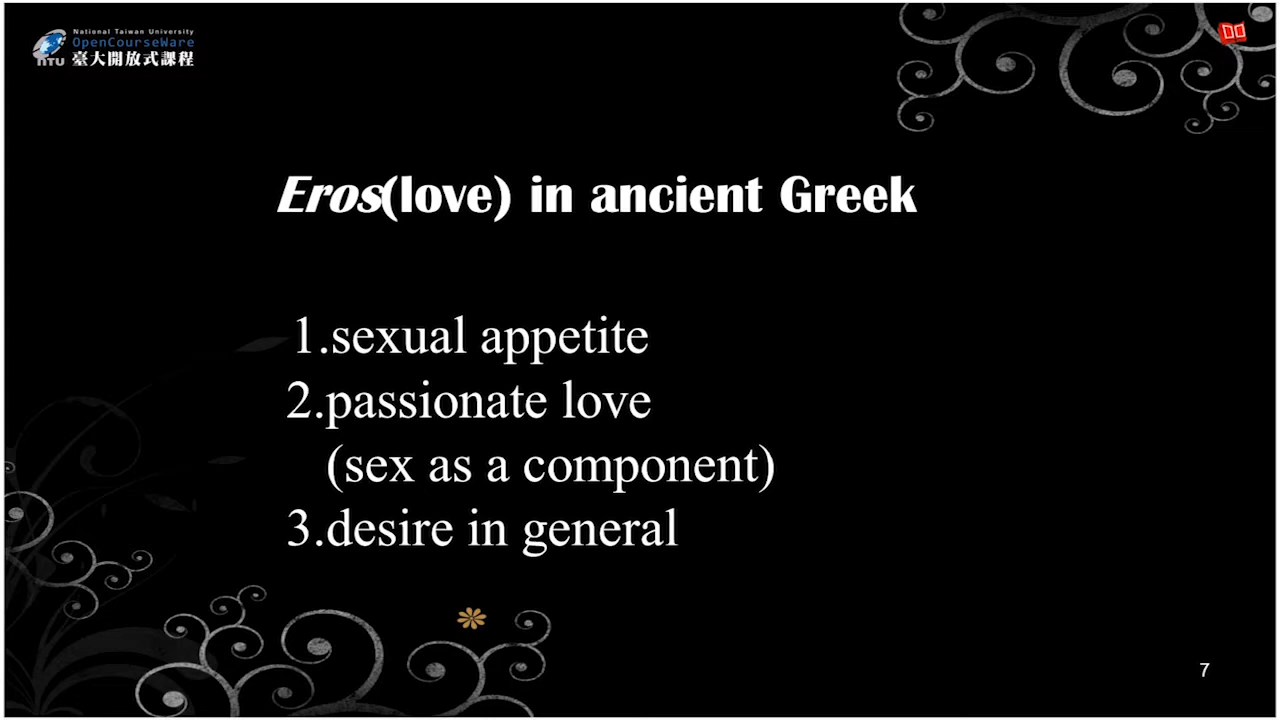 National Taiwan University
OpenCourseWare
NTU 臺大開放式課程
Eros(love) in ancient Greek
1.sexual appetite
2.passionate love
(sex as a component)
3.desire in general
7